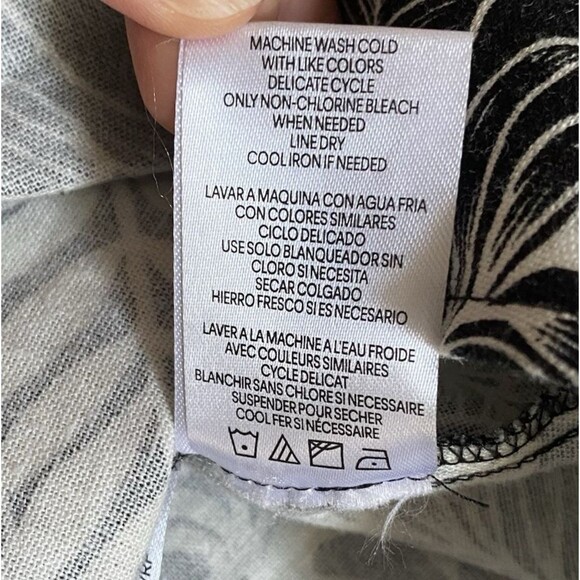 MACHINE WASH COLD
WITH LIKE COLORS
DELICATE CYCLE
ONLY NON-CHLORINE BLEACH
WHEN NEEDED
LINE DRY
COOL IRON IF NEEDED
LAVAR A MAQUINA CON AGUA FRIA
CON COLORES SIMILARES
CICLO DELICADO
USE SOLO BLANQUEADOR SIN
CLORO SI NECESITA
SECAR COLGADO
HIERRO FRESCO SI ES NECESARIO
LAVER A LA MACHINE A L'EAU FROIDE
AVEC COULEURS SIMILAIRES
CYCLE DELICAT
BLANCHIR SANS CHLORE SI NECESSAIRE
SUSPENDER POUR SECHER
COOL FER SI NÉCESSAIRE